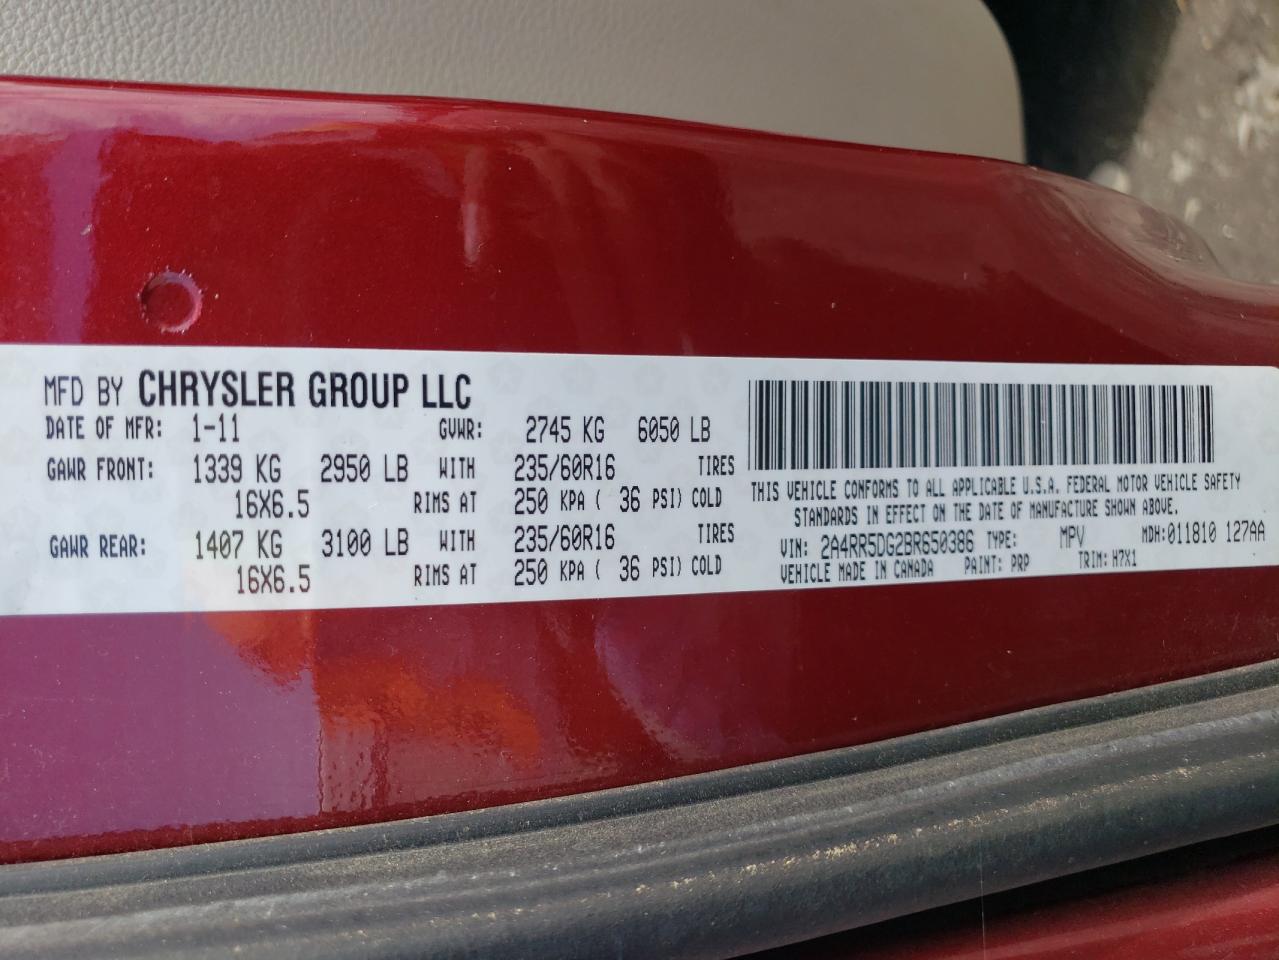 MFD BY CHRYSLER GROUP LLC
DATE OF MFR: 1-11 GVWR: 2745 KG 6050 LB
GAWR FRONT: 1339 KG 2950 LB WITH 235/60R16 TIRES
16X6.5 RIMS AT 250 KPA ( 36 PSI) COLD
GAWR REAR: 1407 KG 3100 LB WITH 235/60R16 TIRES
16X6.5 RIMS AT 250 KPA ( 36 PSI) COLD
THIS VEHICLE CONFORMS TO ALL APPLICABLE U.S.A. FEDERAL MOTOR VEHICLE SAFETY
STANDARDS IN EFFECT ON THE DATE OF MANUFACTURE SHOWN ABOVE.
VIN: 2A4RR5DG2BR650386 TYPE: MPV MDH:011810 127AA
VEHICLE MADE IN CANADA PAINT: PRP TRIM: H7X1